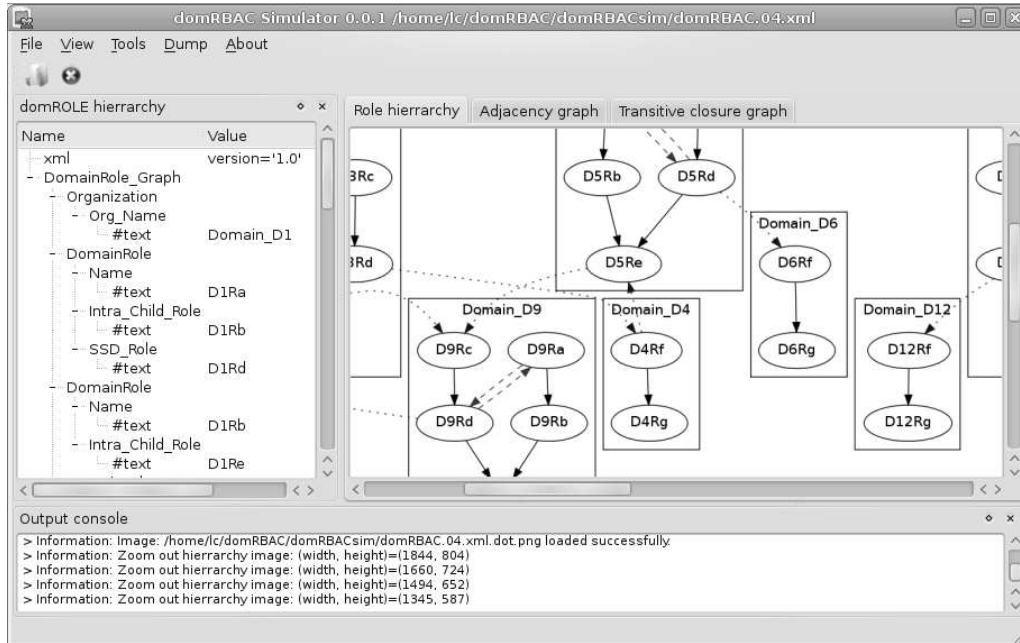 domRBAC Simulator 0.0.1 /home/lc/domRBAC/domRBACsim/domRBAC.04.xml
File View Tools Dump About
domROLE hierrarchy
Name Value
xml version='1.0'
DomainRole_Graph
Organization
Org_Name
#text Domain_D1
DomainRole
Name
#text D1Ra
Intra_Child_Role
#text D1Rb
SSD_Role
#text D1Rd
DomainRole
Name
#text D1Rb
Intra_Child_Role
#text D1Re
Role hierarchy Adjacency graph Transitive closure graph
3Rc D5Rb D5Rd
Domain_D6
3Rd D5Re D6Rf
Domain_D9 Domain_D4 Domain_D12
D9Rc D9Ra D4Rf D6Rg D12Rf
D9Rd D9Rb D4Rg D12Rg
Output console
> Information: Image: /home/lc/domRBAC/domRBACsim/domRBAC.04.xml.dot.png loaded successfully.
> Information: Zoom out hierrarchy image: (width, height)=(1844, 804)
> Information: Zoom out hierrarchy image: (width, height)=(1660, 724)
> Information: Zoom out hierrarchy image: (width, height)=(1494, 652)
> Information: Zoom out hierrarchy image: (width, height)=(1345, 587)